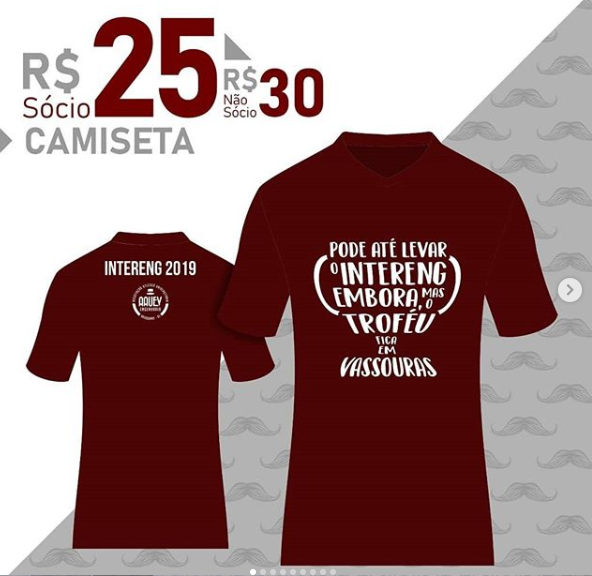 R$ 25
Sócio
R$ 30
Não
Sócio
CAMISETA
INTERENG 2019
AAUEV
PODE ATÉ LEVAR
O INTERENG
EMBORA, MAS
O
TROFÉU
FICA
EM
VASSOURAS